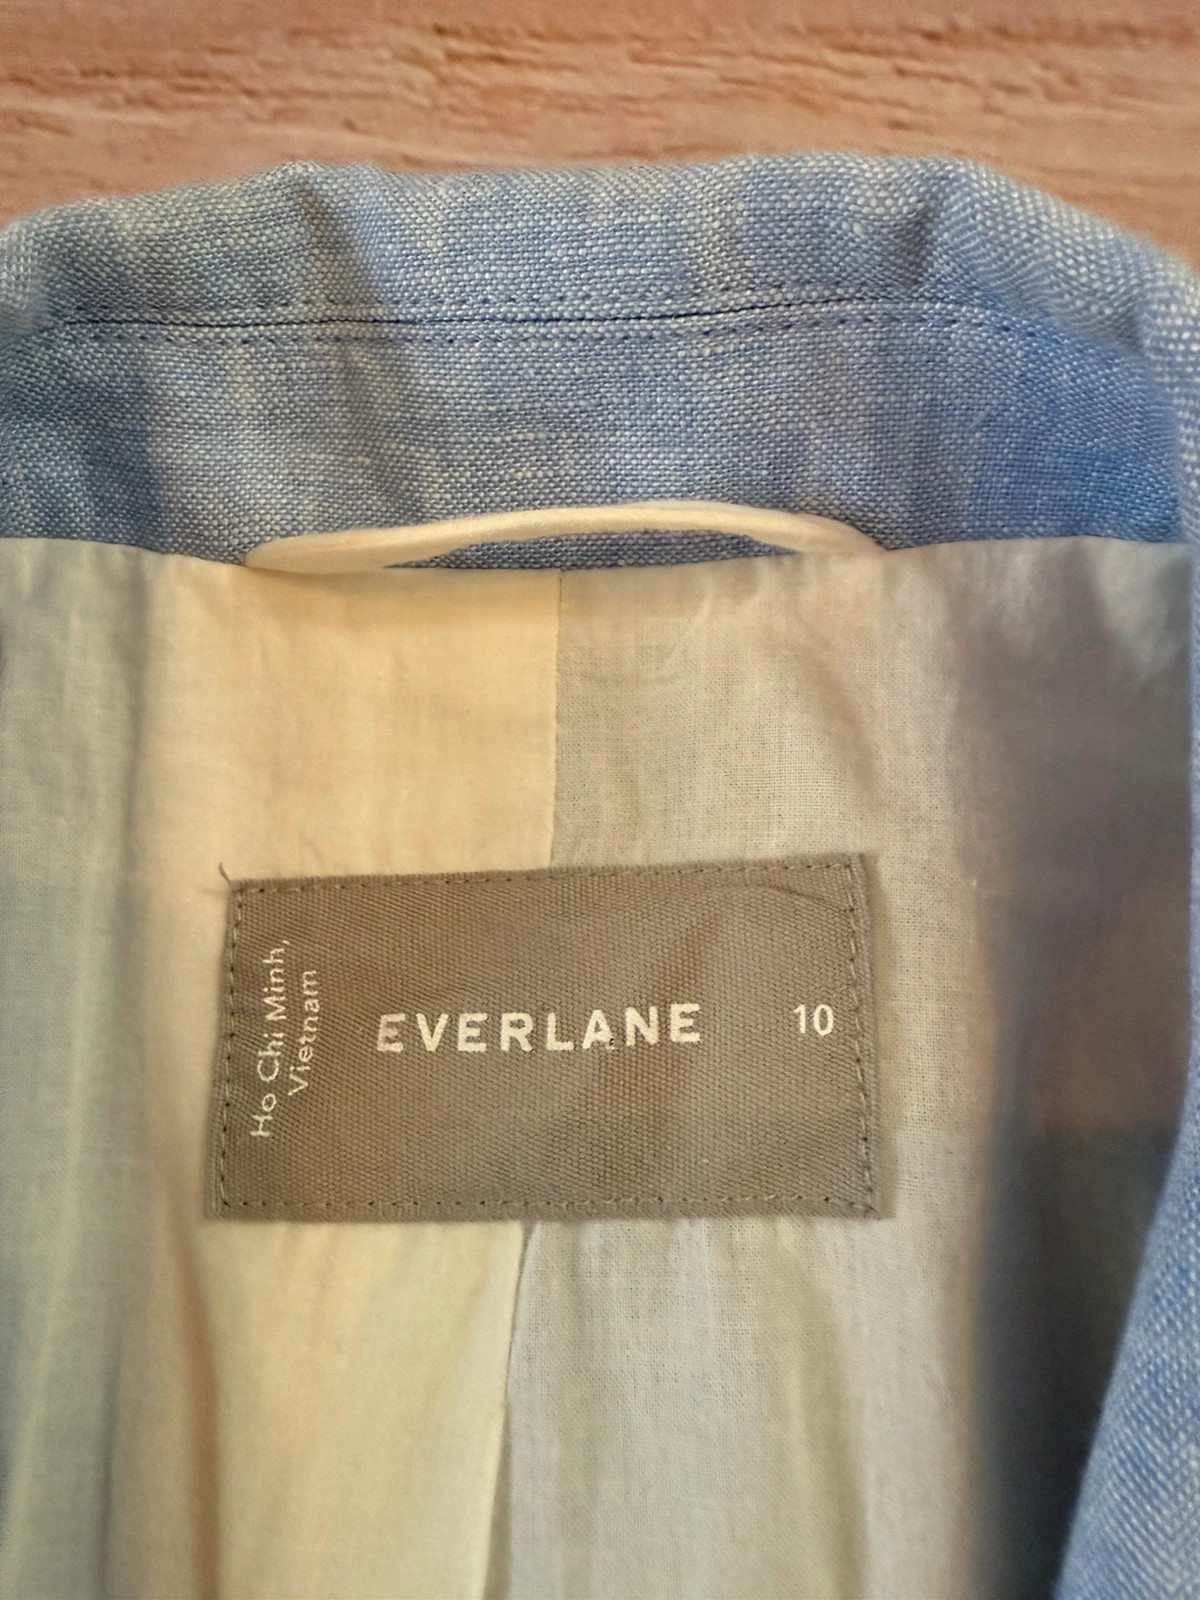 Ho Chi Minh,
Vietnam
EVERLANE
10